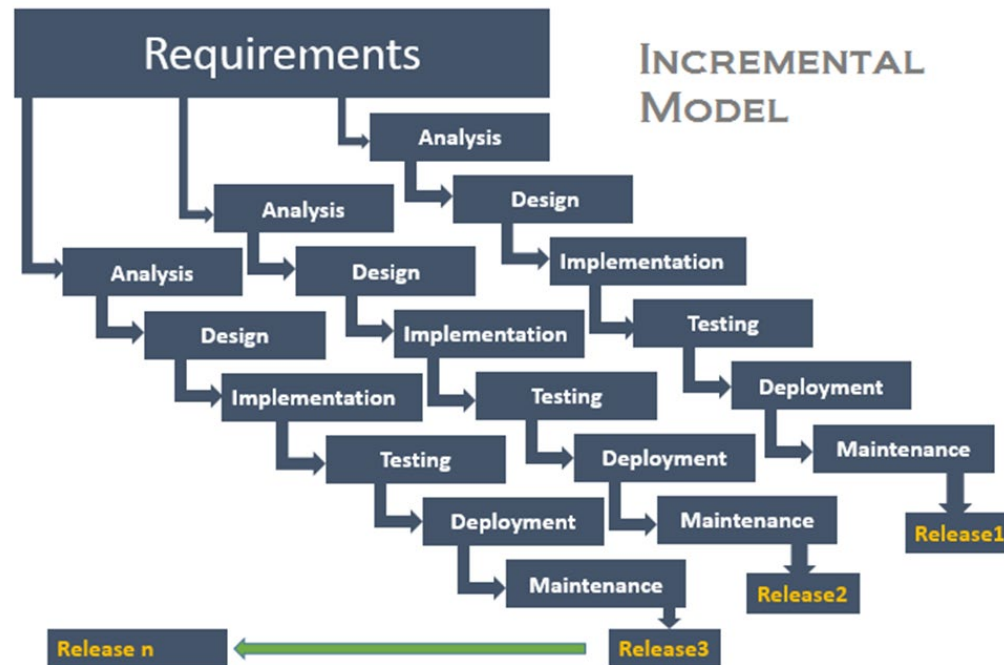 Requirements
INCREMENTAL
MODEL
Analysis
Design
Implementation
Testing
Deployment
Maintenance
Release1
Analysis
Design
Implementation
Testing
Deployment
Maintenance
Release2
Analysis
Design
Implementation
Testing
Deployment
Maintenance
Release3
Release n